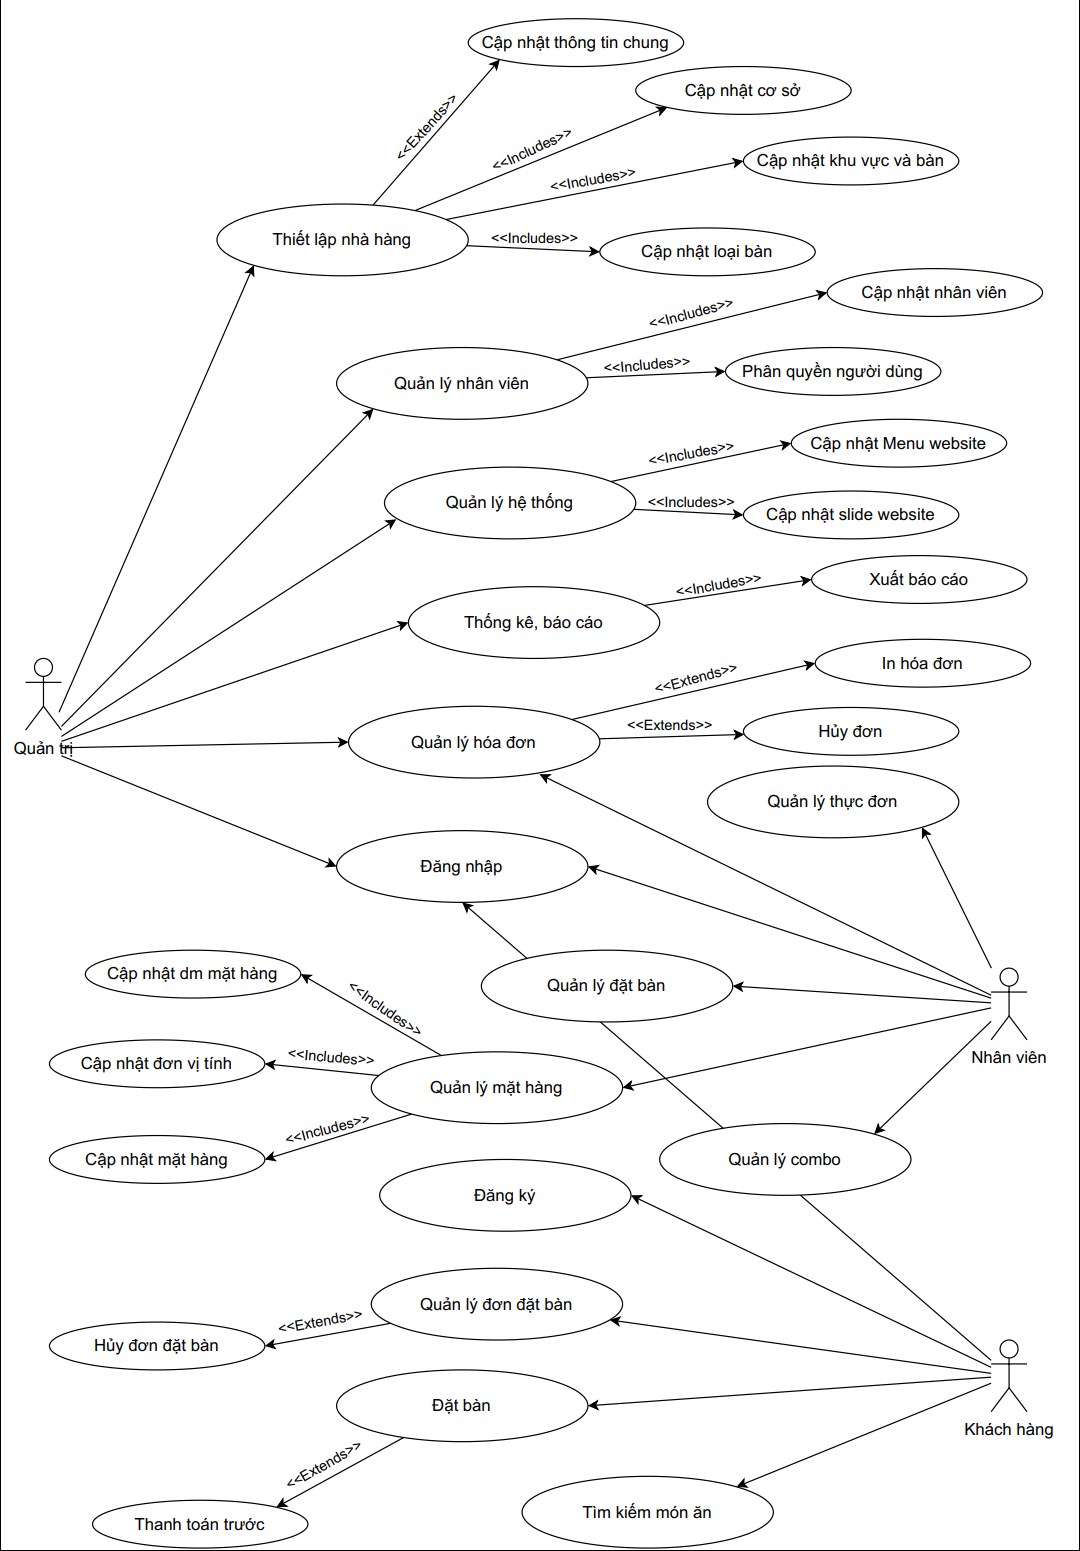 Cập nhật thông tin chung
Cập nhật cơ sở
<<Extends>>
<<Includes>>
Cập nhật khu vực và bàn
<<Includes>>
Thiết lập nhà hàng
<<Includes>>
Cập nhật loại bàn
Cập nhật nhân viên
<<Includes>>
Quản lý nhân viên
<<Includes>>
Phân quyền người dùng
Cập nhật Menu website
<<Includes>>
Quản lý hệ thống
<<Includes>>
Cập nhật slide website
Xuất báo cáo
<<Includes>>
Thống kê, báo cáo
In hóa đơn
<<Extends>>
<<Extends>>
Hủy đơn
Quản trị
Quản lý hóa đơn
Quản lý thực đơn
Đăng nhập
Cập nhật dm mặt hàng
Quản lý đặt bàn
<<Includes>>
<<Includes>>
Cập nhật đơn vị tính
Nhân viên
Quản lý mặt hàng
<<Includes>>
Cập nhật mặt hàng
Quản lý combo
Đăng ký
Quản lý đơn đặt bàn
<<Extends>>
Hủy đơn đặt bàn
Đặt bàn
Khách hàng
<<Extends>>
Tìm kiếm món ăn
Thanh toán trước